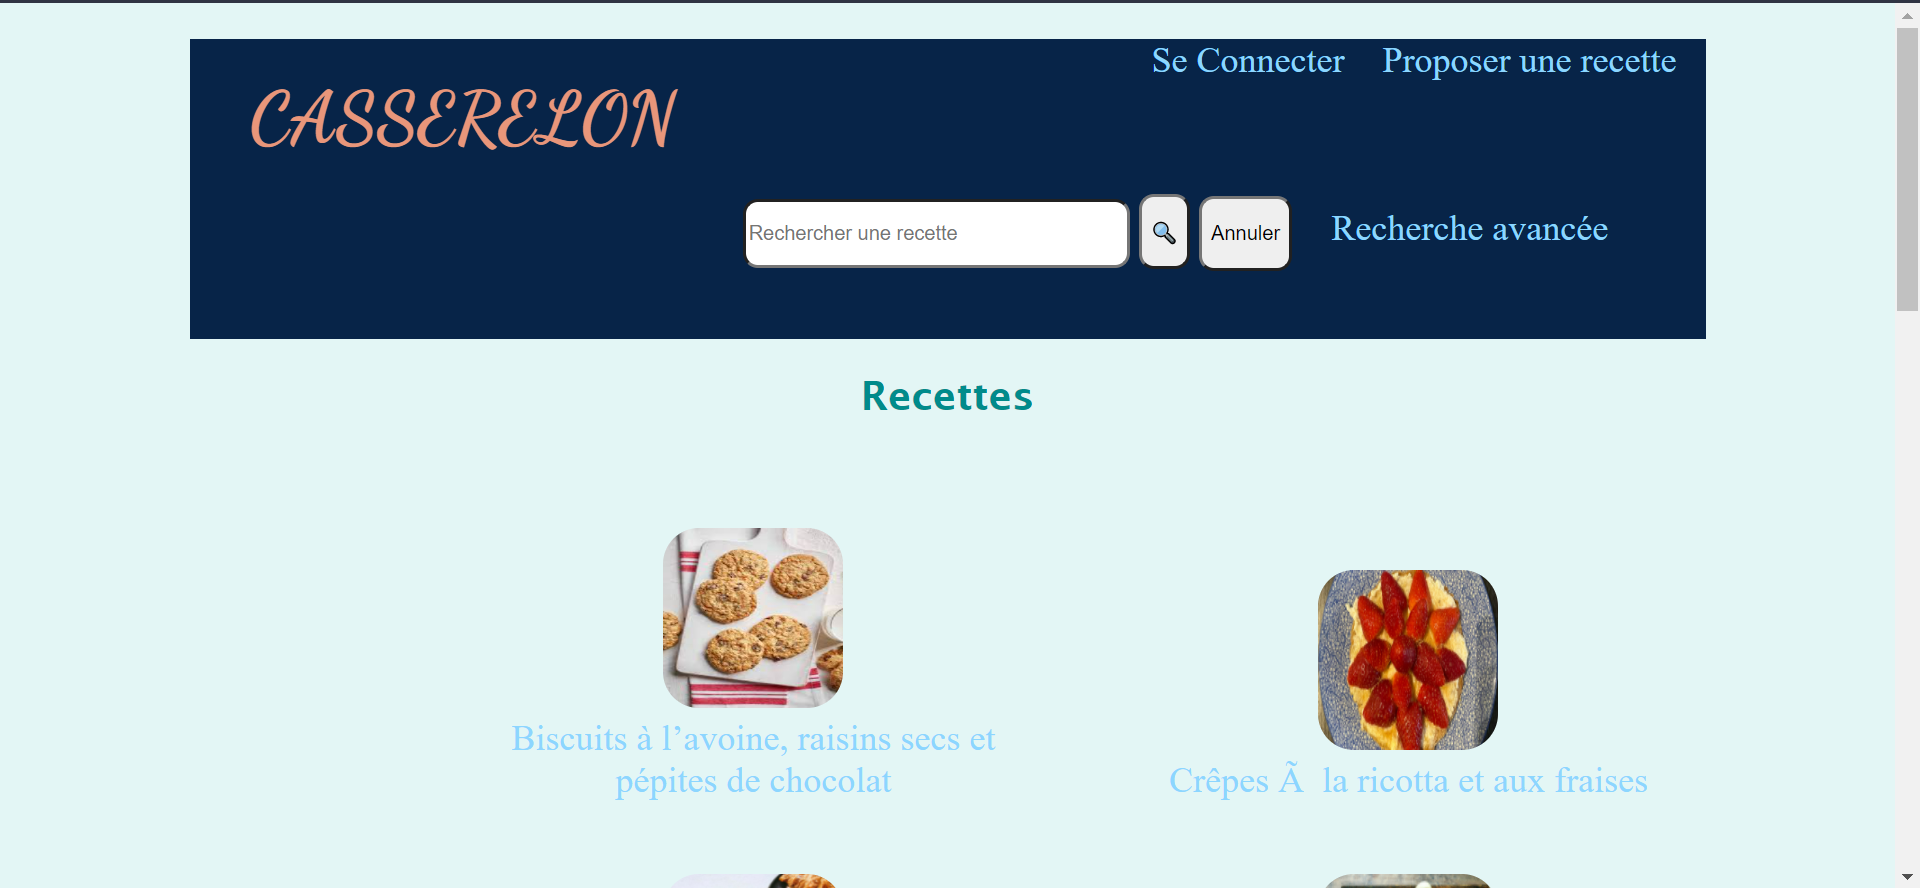 Se Connecter Proposer une recette
CASSERELON
Rechercher une recette 🔍 Annuler Recherche avancée
Recettes
Biscuits à l’avoine, raisins secs et
pépites de chocolat
Crêpes Ã  la ricotta et aux fraises